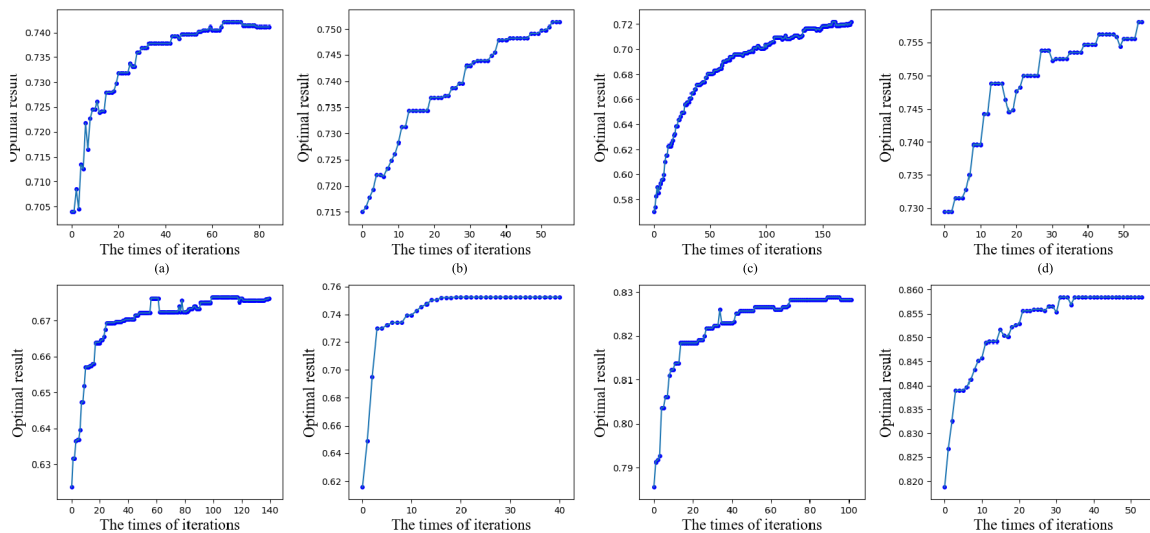 0.740
0.735
0.730
0.725
0.720
0.715
0.710
0.705
0 20 40 60 80
Optimal result
The times of iterations
(a)
0.750
0.745
0.740
0.735
0.730
0.725
0.720
0.715
0 10 20 30 40 50
Optimal result
The times of iterations
(b)
0.72
0.70
0.68
0.66
0.64
0.62
0.60
0.58
0 50 100 150
Optimal result
The times of iterations
(c)
0.755
0.750
0.745
0.740
0.735
0.730
0 10 20 30 40 50
Optimal result
The times of iterations
(d)
0.67
0.66
0.65
0.64
0.63
0 20 40 60 80 100 120 140
Optimal result
The times of iterations
0.76
0.74
0.72
0.70
0.68
0.66
0.64
0.62
0 10 20 30 40
Optimal result
The times of iterations
0.83
0.82
0.81
0.80
0.79
0 20 40 60 80 100
Optimal result
The times of iterations
0.860
0.855
0.850
0.845
0.840
0.835
0.830
0.825
0.820
0 10 20 30 40 50
Optimal result
The times of iterations